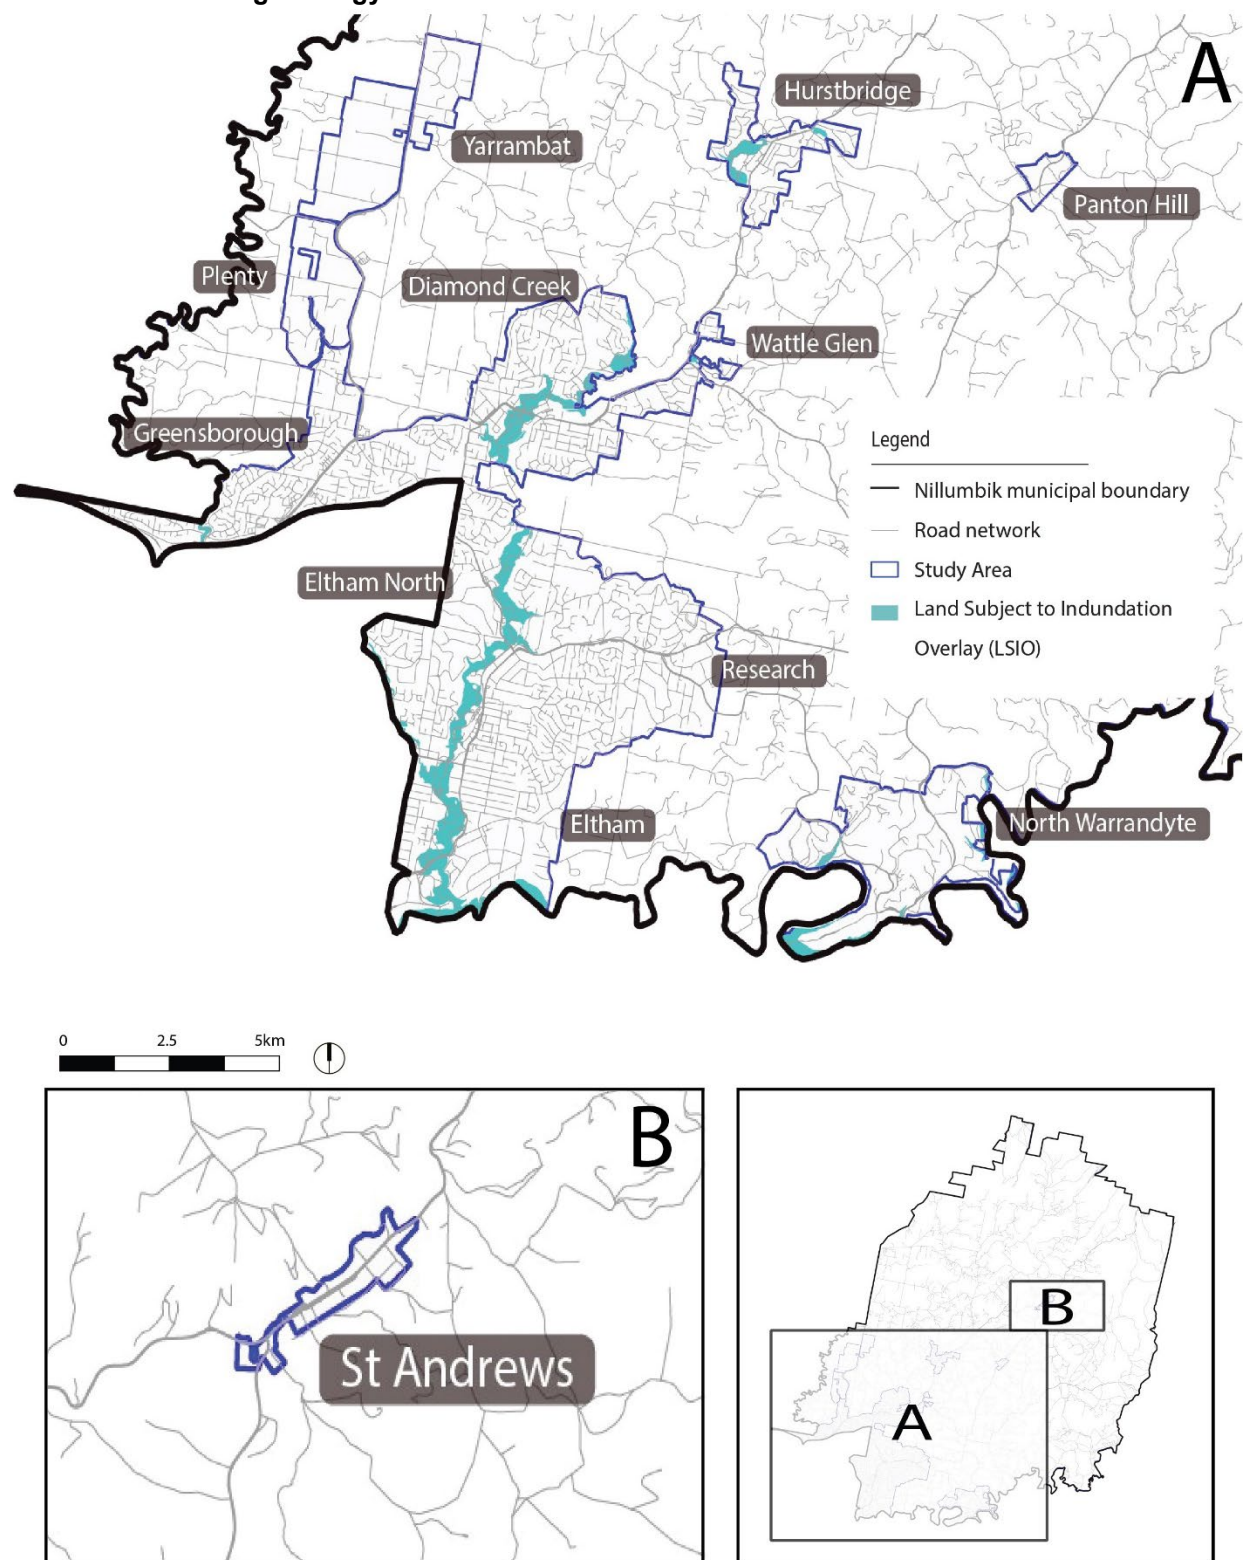 A
Hurstbridge
Yarrambat
Panton Hill
Plenty
Diamond Creek
Wattle Glen
Greensborough
Legend
Nillumbik municipal boundary
Road network
Study Area
Land Subject to Indundation
Overlay (LSIO)
Eltham North
Research
Eltham
North Warrandyte
0 2.5 5km
B
St Andrews
B
A